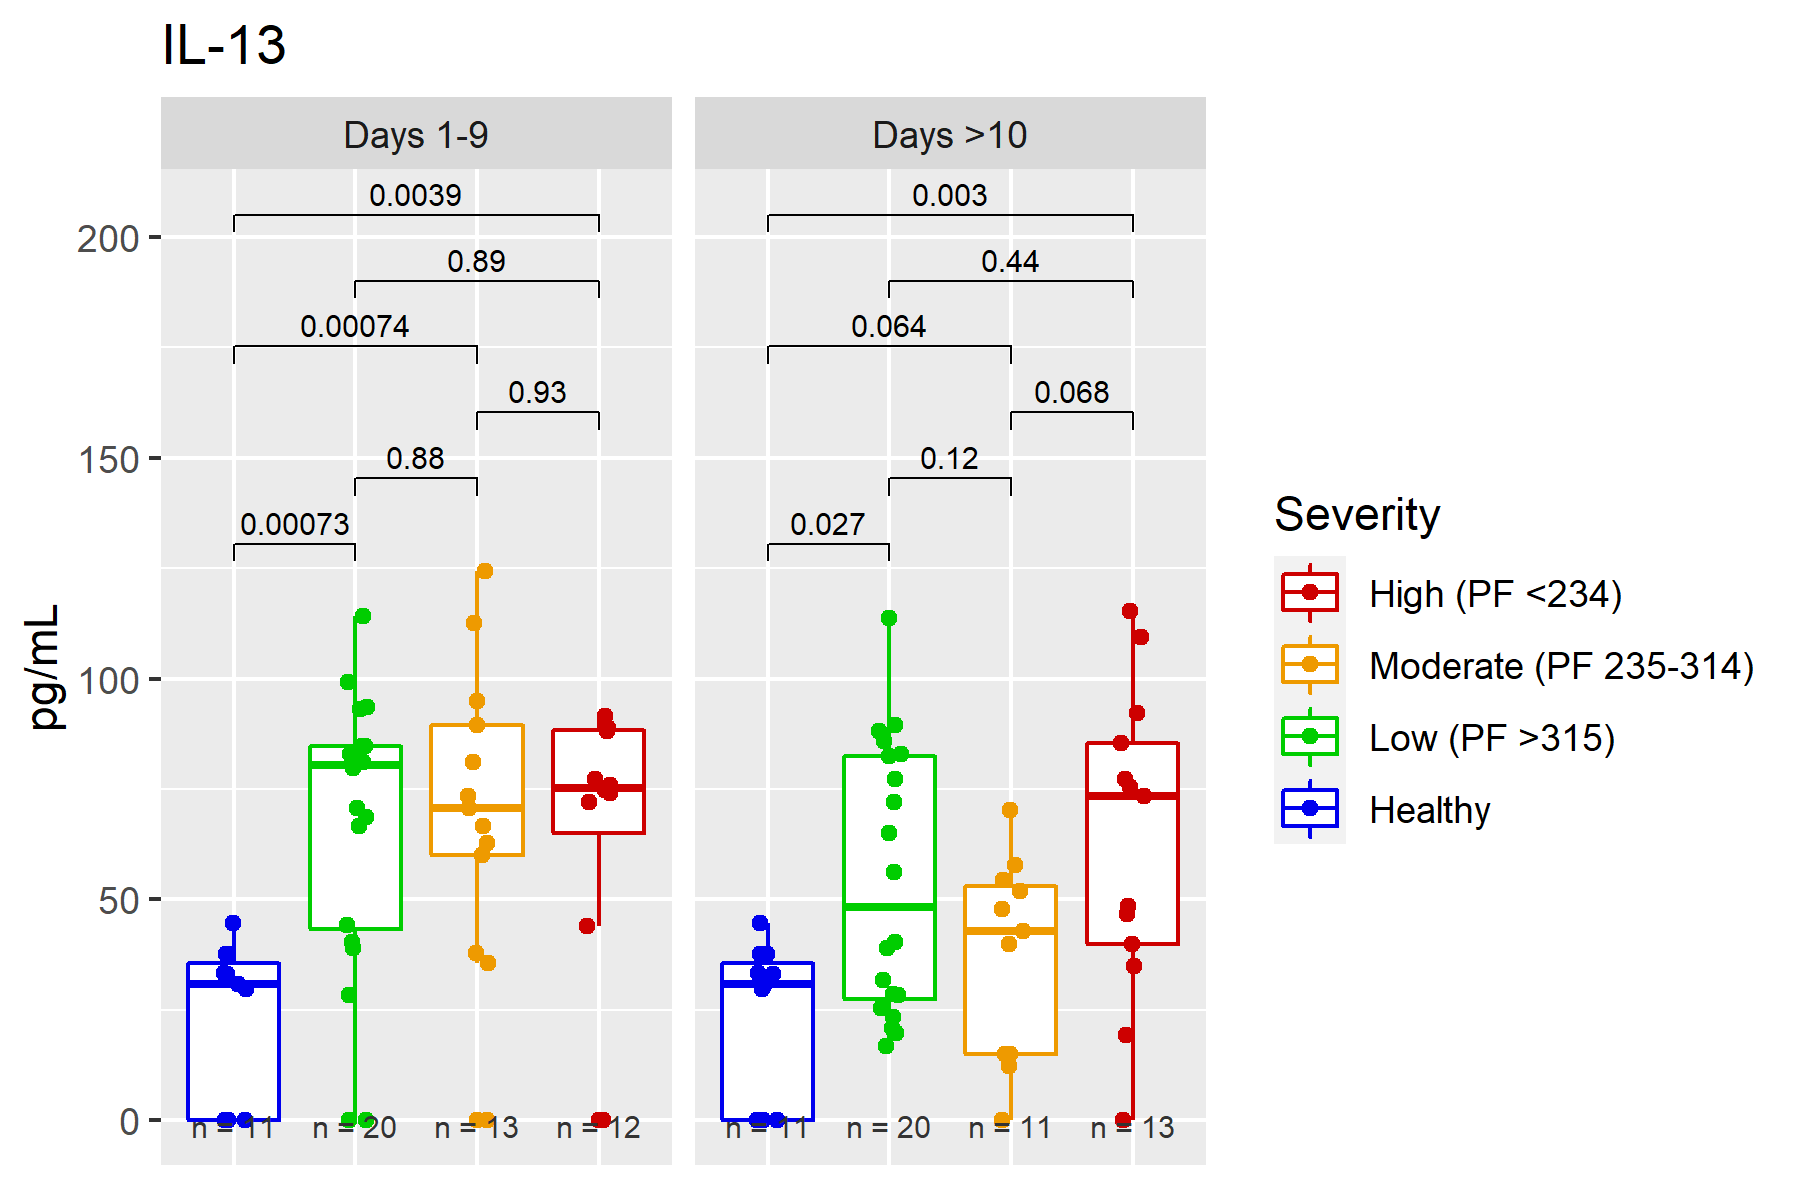 IL-13
Days 1-9
Days >10
0.0039
0.003
200
0.89
0.44
0.00074
0.064
0.93
0.068
150
0.88
0.12
0.00073
0.027
100
50
0
pg/mL
n = 11
n = 20
n = 13
n = 12
n = 11
n = 20
n = 11
n = 13
Severity
High (PF <234)
Moderate (PF 235-314)
Low (PF >315)
Healthy